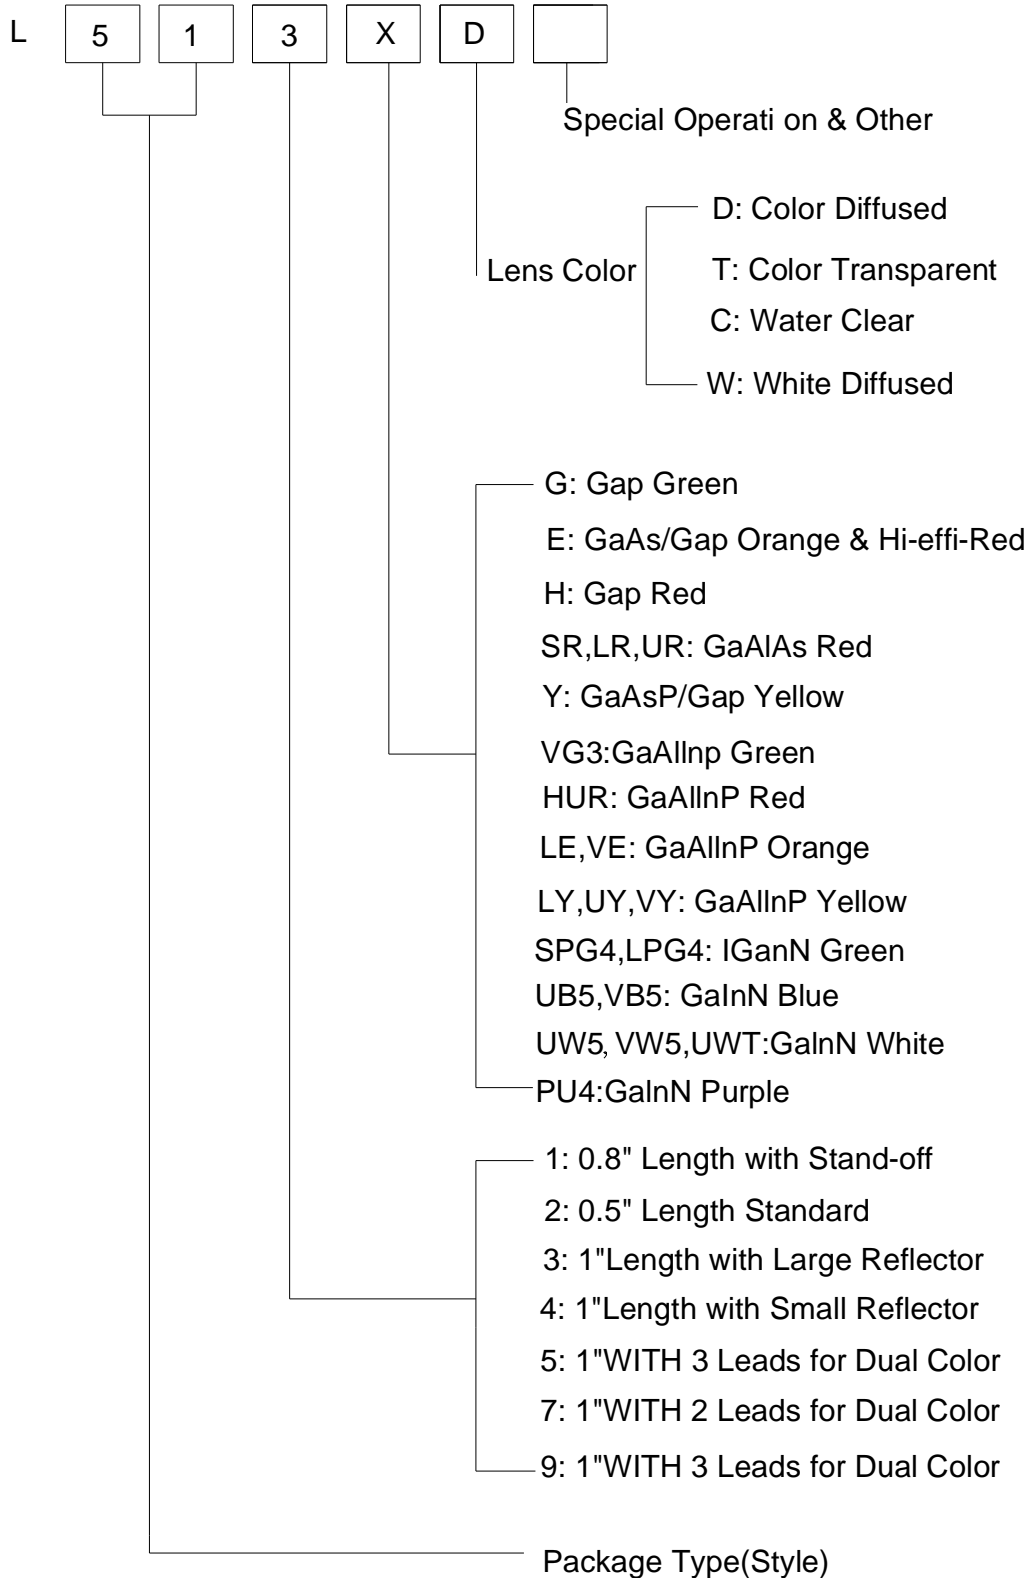 L 5 1 3 X D
Special Operati on & Other
D: Color Diffused
Lens Color
T: Color Transparent
C: Water Clear
W: White Diffused
G: Gap Green
E: GaAs/Gap Orange & Hi-effi-Red
H: Gap Red
SR,LR,UR: GaAlAs Red
Y: GaAsP/Gap Yellow
VG3:GaAllnp Green
HUR: GaAllnP Red
LE,VE: GaAllnP Orange
LY,UY,VY: GaAllnP Yellow
SPG4,LPG4: IGanN Green
UB5,VB5: GaInN Blue
UW5, VW5,UWT:GaInN White
PU4:GaInN Purple
1: 0.8" Length with Stand-off
2: 0.5" Length Standard
3: 1"Length with Large Reflector
4: 1"Length with Small Reflector
5: 1"WITH 3 Leads for Dual Color
7: 1"WITH 2 Leads for Dual Color
9: 1"WITH 3 Leads for Dual Color
Package Type(Style)